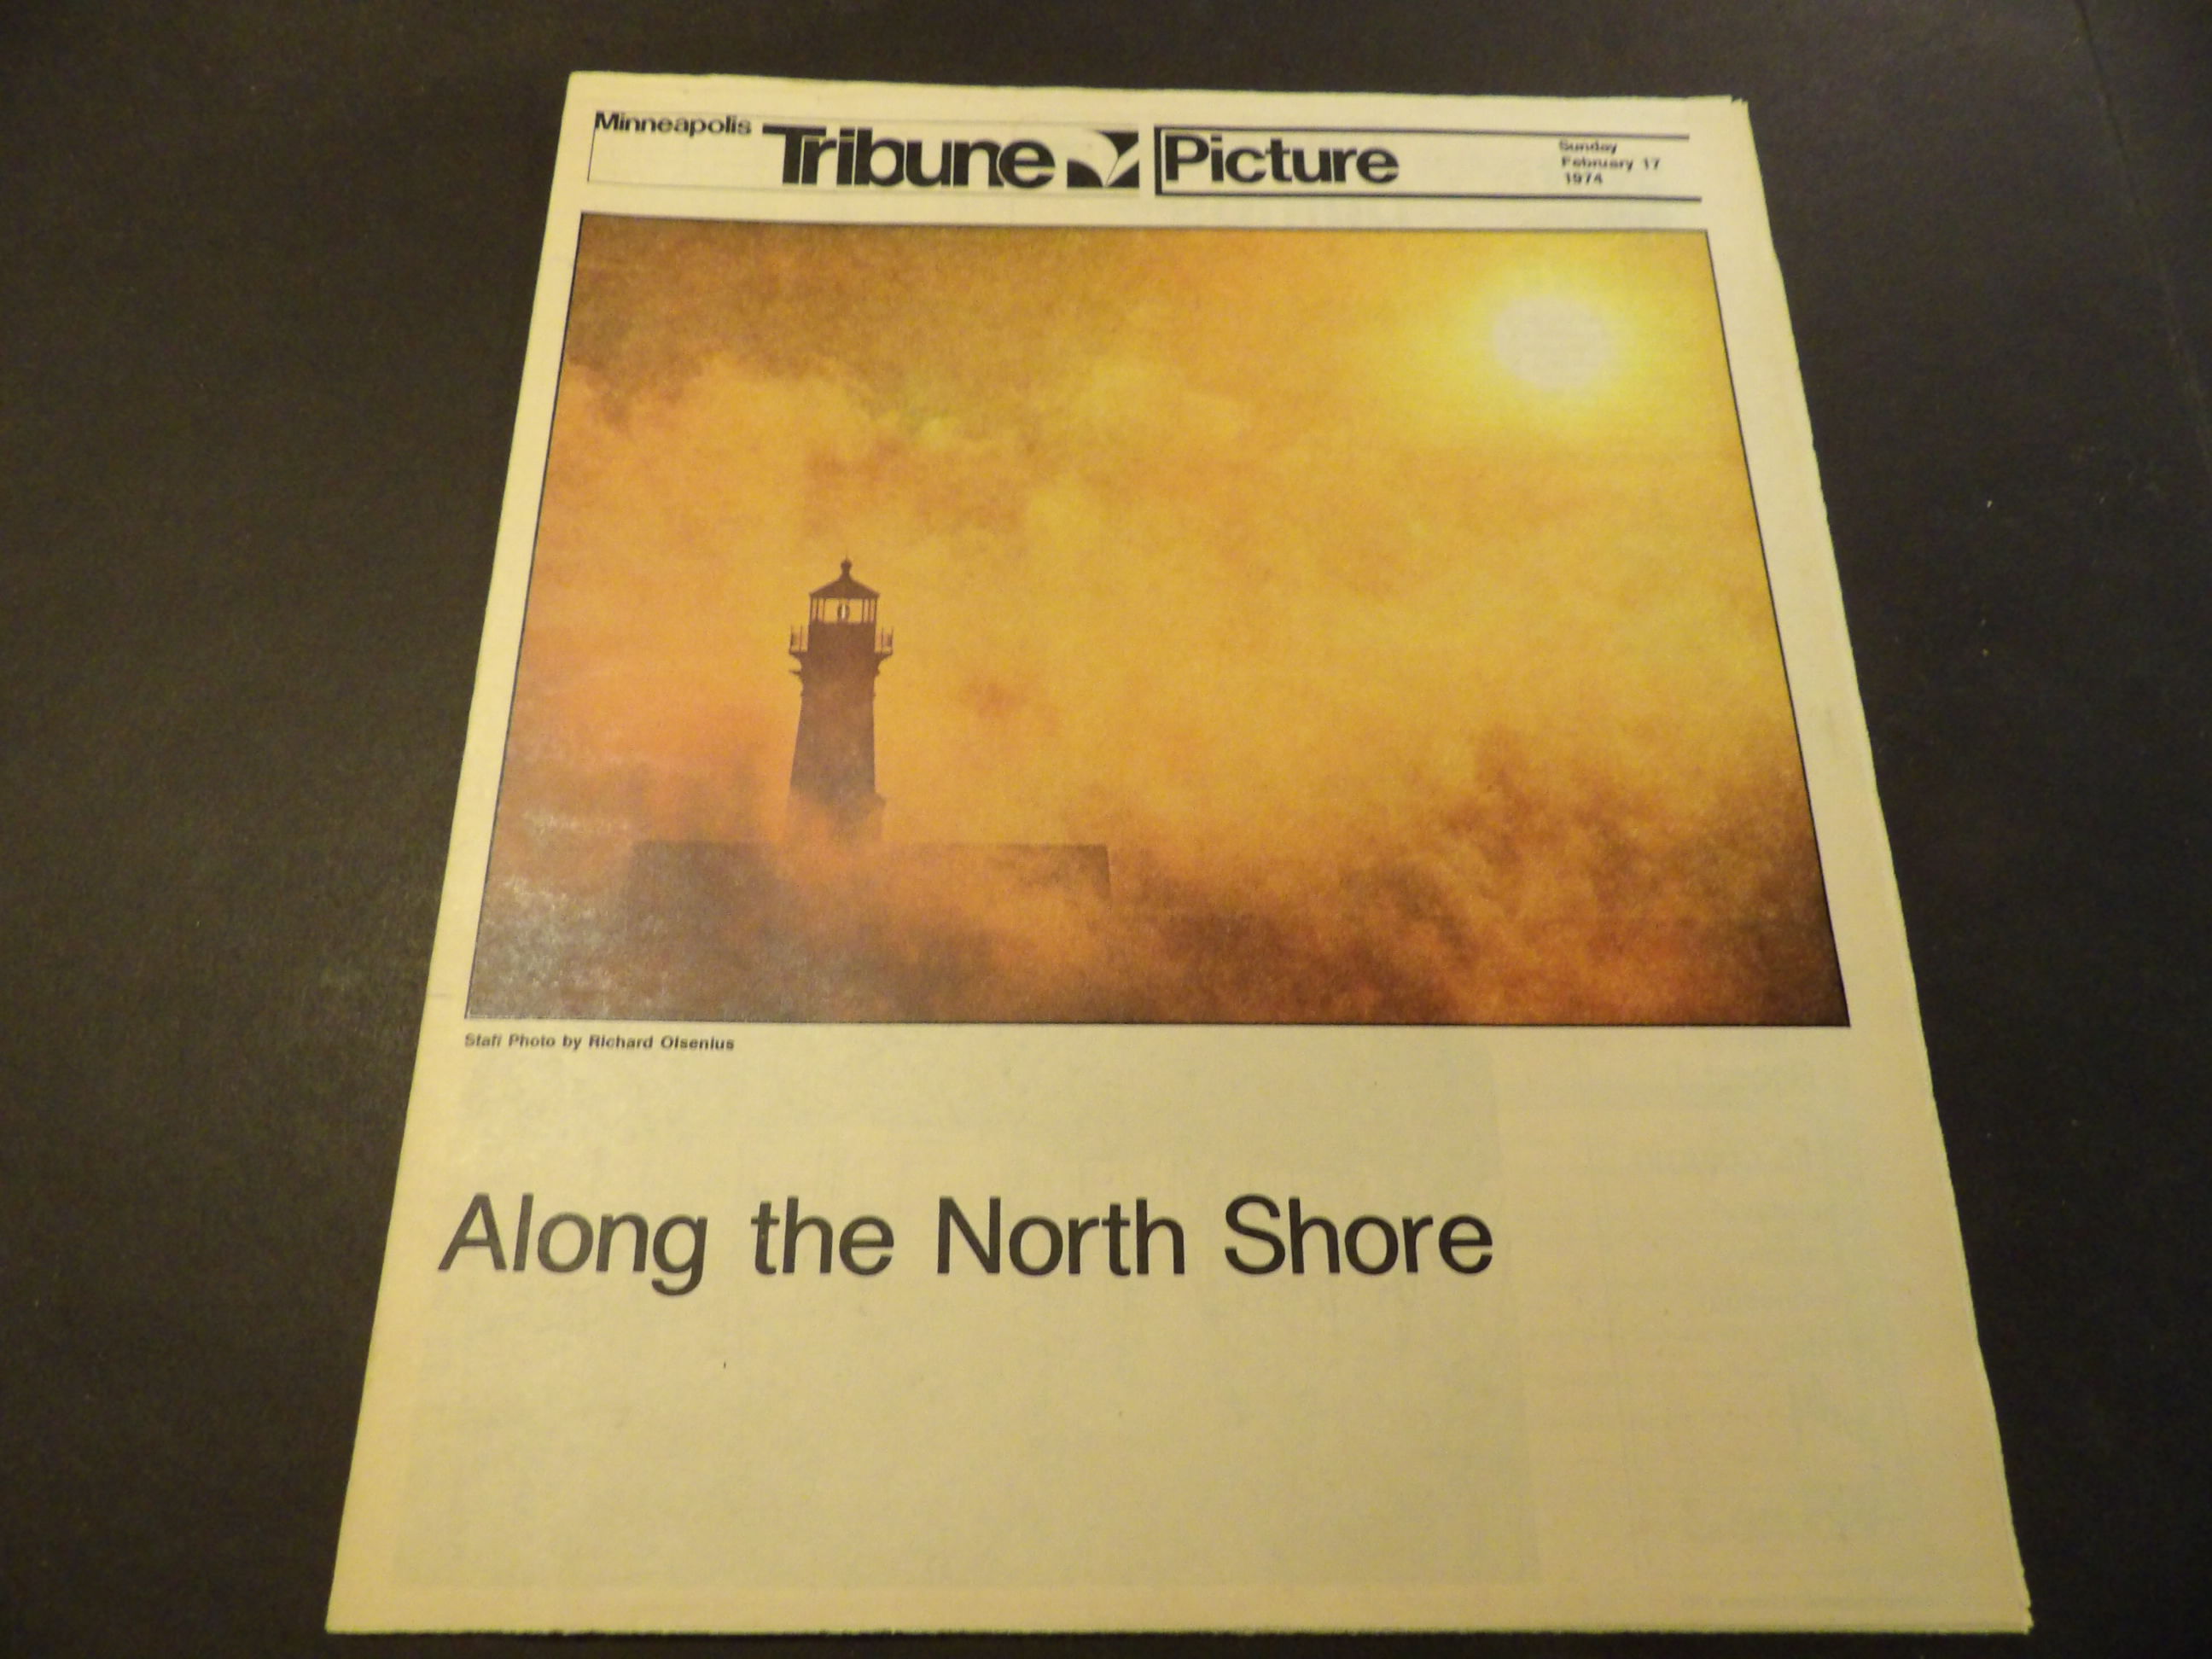 Minneapolis
Tribune Picture
Sunday
February 17
1974
Staff Photo by Richard Olsenius
Along the North Shore